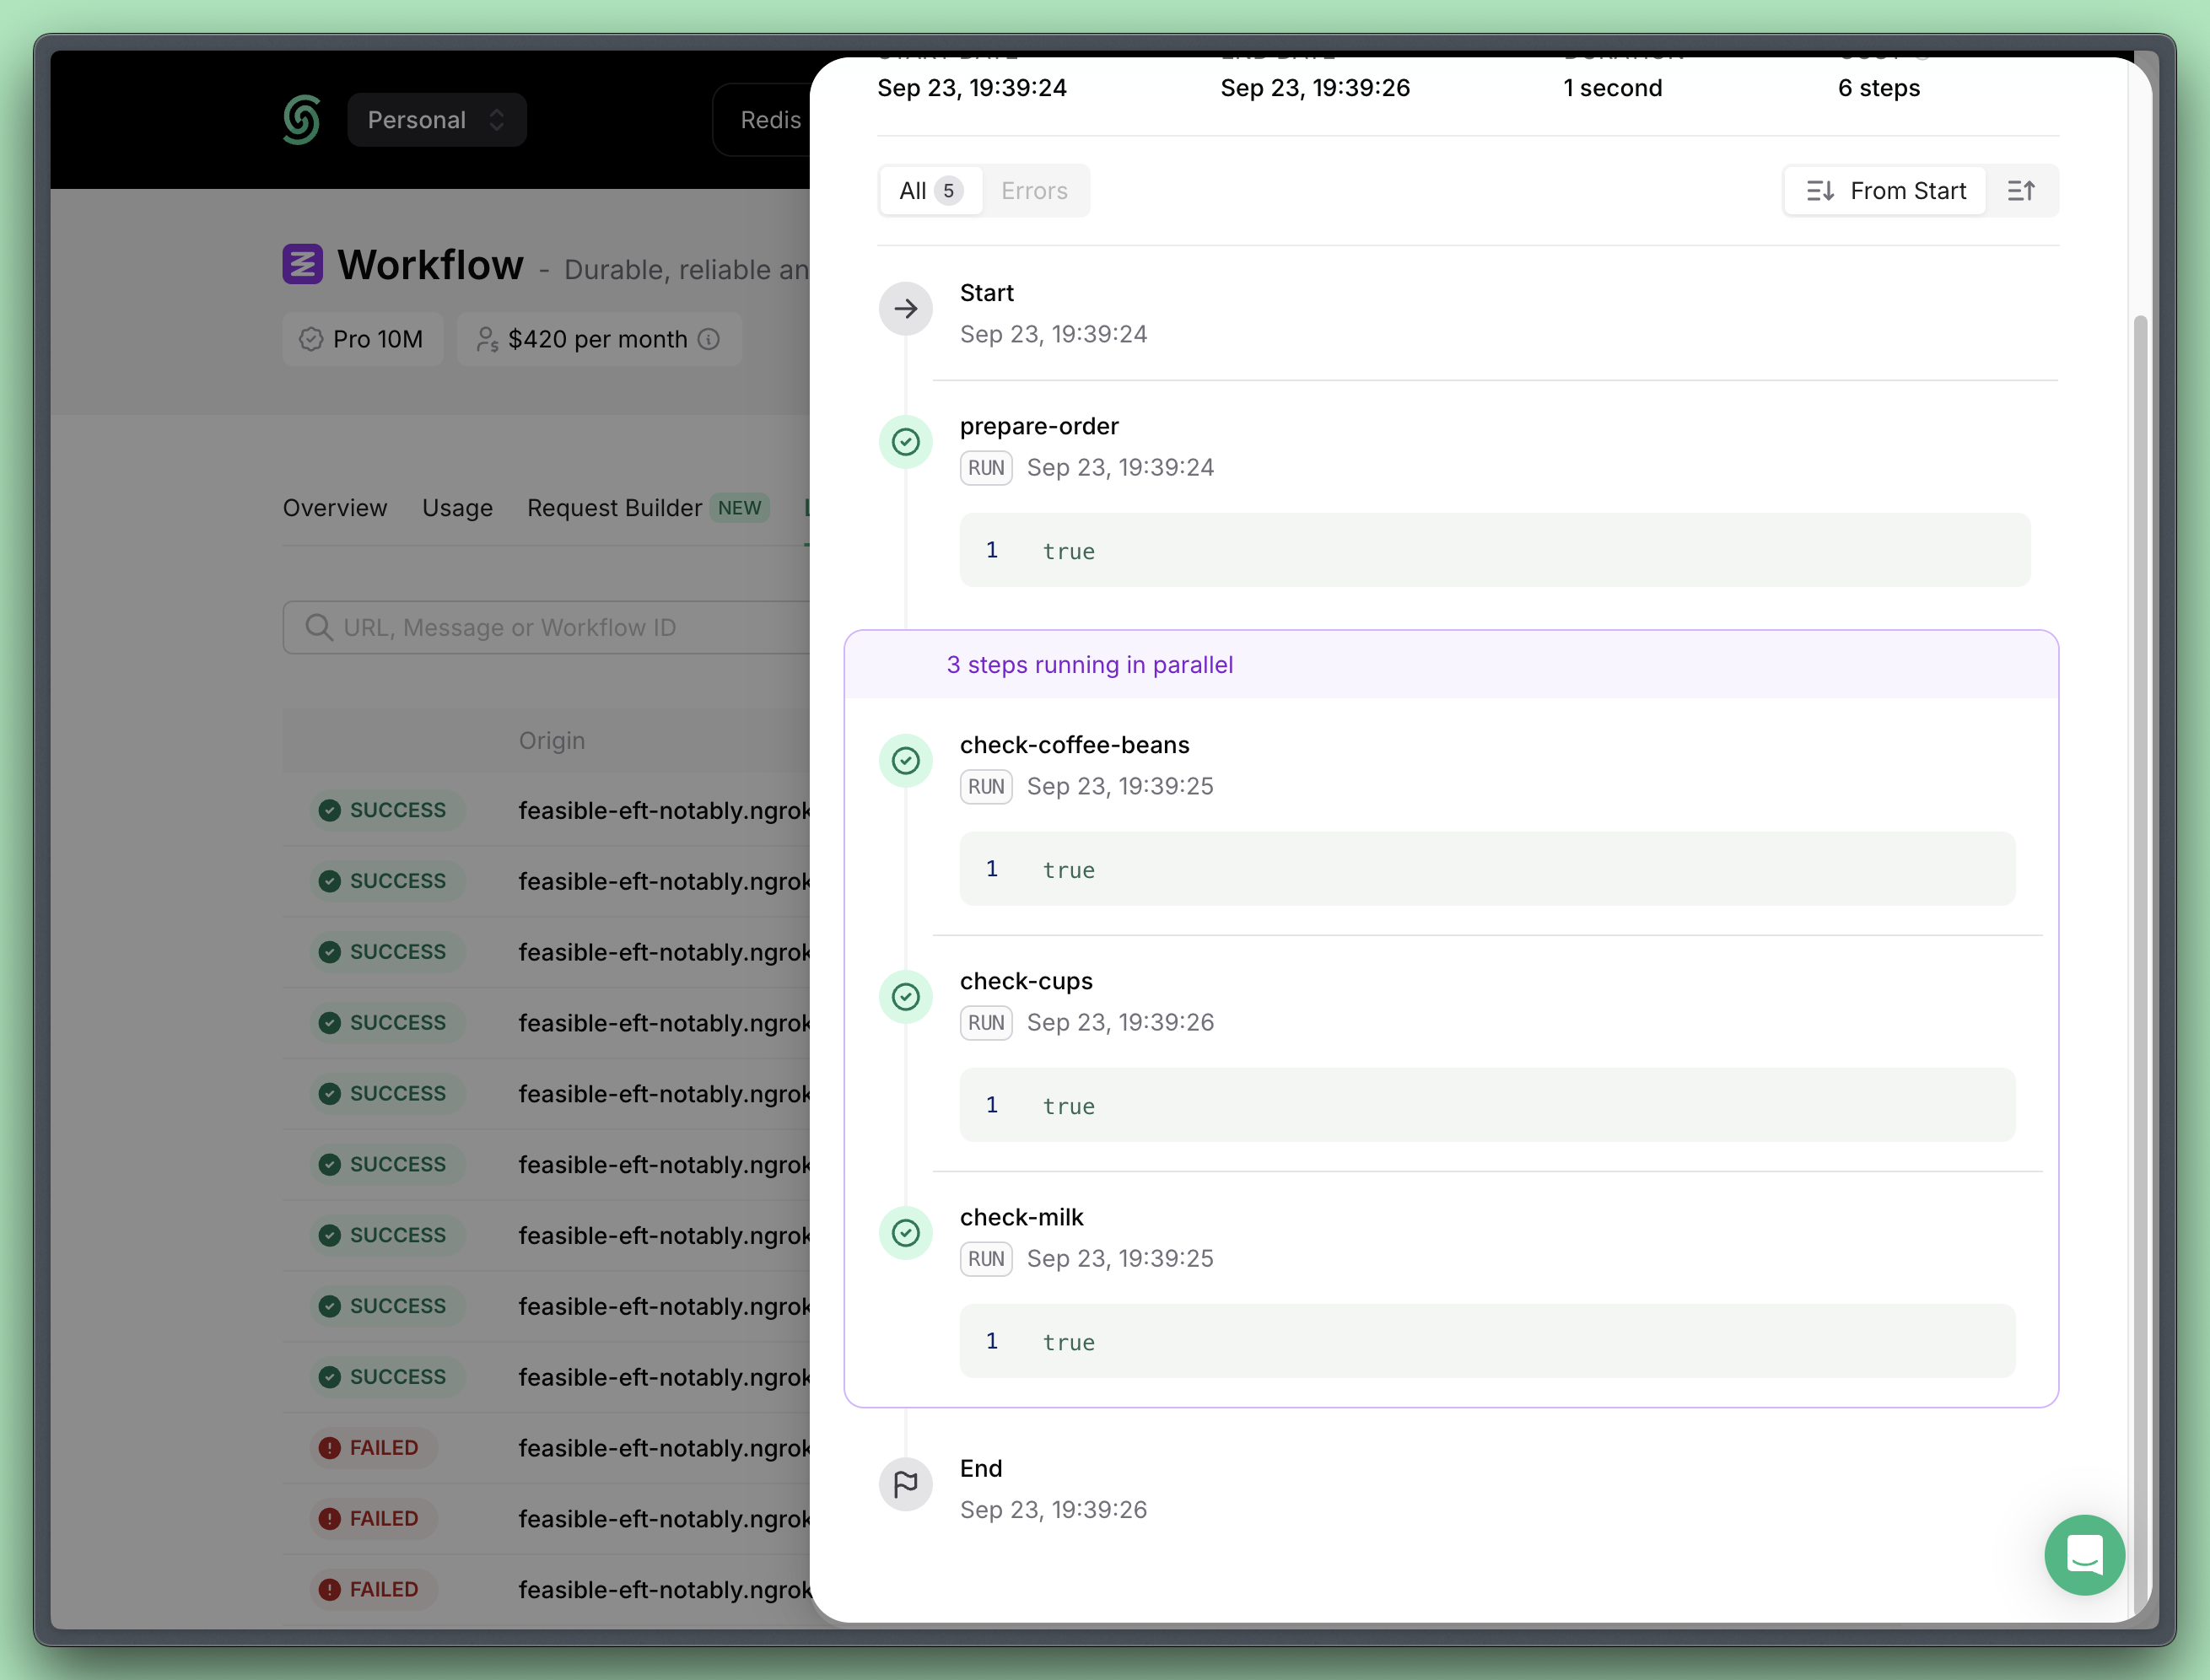 Personal
Redis
Workflow - Durable, reliable an
Pro 10M
$420 per month
Overview
Usage
Request Builder NEW
URL, Message or Workflow ID
Origin
SUCCESS feasible-eft-notably.ngrok
SUCCESS feasible-eft-notably.ngrok
SUCCESS feasible-eft-notably.ngrok
SUCCESS feasible-eft-notably.ngrok
SUCCESS feasible-eft-notably.ngrok
SUCCESS feasible-eft-notably.ngrok
SUCCESS feasible-eft-notably.ngrok
SUCCESS feasible-eft-notably.ngrok
SUCCESS feasible-eft-notably.ngrok
FAILED feasible-eft-notably.ngrok
FAILED feasible-eft-notably.ngrok
FAILED feasible-eft-notably.ngrok
Sep 23, 19:39:24
Sep 23, 19:39:26
1 second
6 steps
All 5
Errors
From Start
Start
Sep 23, 19:39:24
prepare-order
RUN Sep 23, 19:39:24
1 true
3 steps running in parallel
check-coffee-beans
RUN Sep 23, 19:39:25
1 true
check-cups
RUN Sep 23, 19:39:26
1 true
check-milk
RUN Sep 23, 19:39:25
1 true
End
Sep 23, 19:39:26